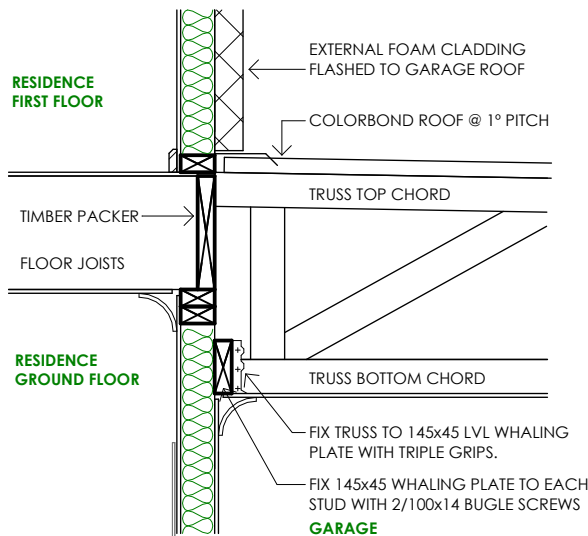 RESIDENCE
FIRST FLOOR
EXTERNAL FOAM CLADDING
FLASHED TO GARAGE ROOF
COLORBOND ROOF @ 1º PITCH
TRUSS TOP CHORD
TIMBER PACKER
FLOOR JOISTS
RESIDENCE
GROUND FLOOR
TRUSS BOTTOM CHORD
FIX TRUSS TO 145x45 LVL WHALING
PLATE WITH TRIPLE GRIPS.
FIX 145x45 WHALING PLATE TO EACH
STUD WITH 2/100x14 BUGLE SCREWS
GARAGE